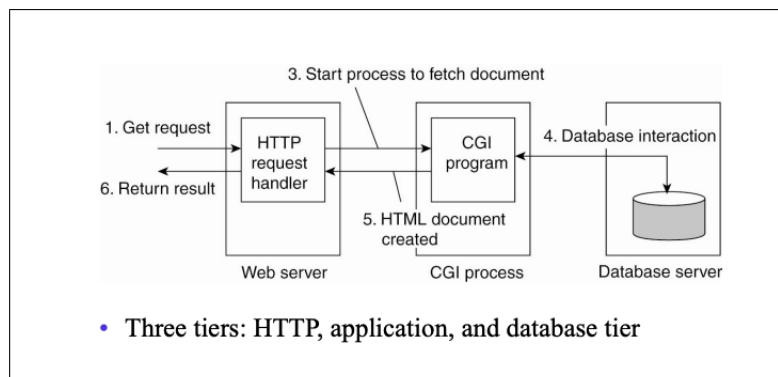 3. Start process to fetch document
1. Get request
HTTP
request
handler
CGI
program
4. Database interaction
6. Return result
5. HTML document
created
Web server
CGI process
Database server
• Three tiers: HTTP, application, and database tier